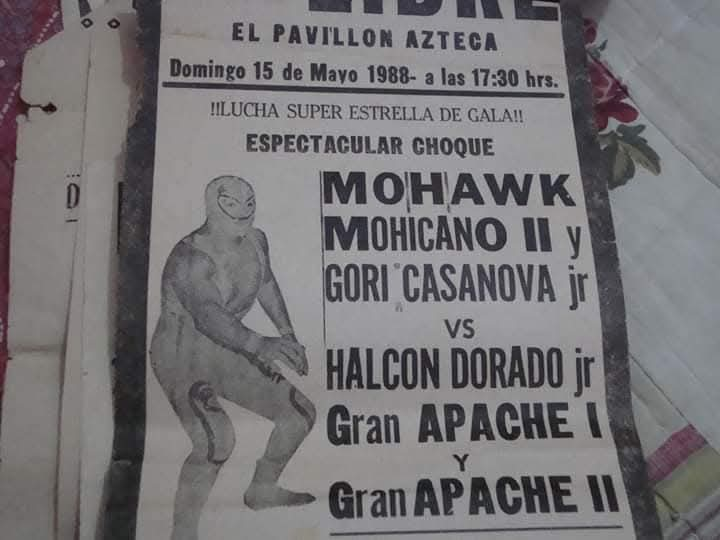 LIBRE
EL PAVILLON AZTECA
Domingo 15 de Mayo 1988- a las 17:30 hrs.
!!LUCHA SUPER ESTRELLA DE GALA!!
ESPECTACULAR CHOQUE
MOHAWK
MOHICANO II y
GORI CASANOVA jr
VS
HALCON DORADO jr
Gran APACHE I
Y
Gran APACHE II
D